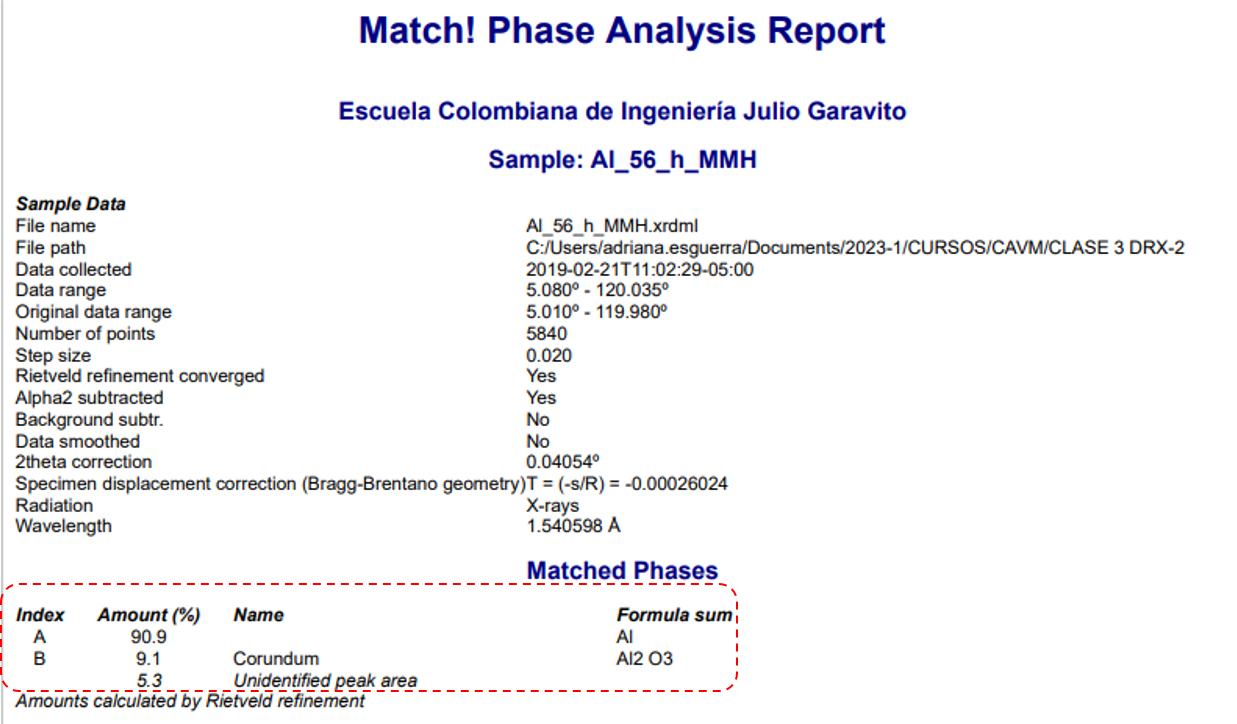 Match! Phase Analysis Report
Escuela Colombiana de Ingeniería Julio Garavito
Sample: Al_56_h_MMH
Sample Data
File name Al_56_h_MMH.xrdml
File path C:/Users/adriana.esguerra/Documents/2023-1/CURSOS/CAVM/CLASE 3 DRX-2
Data collected 2019-02-21T11:02:29-05:00
Data range 5.080º - 120.035º
Original data range 5.010º - 119.980º
Number of points 5840
Step size 0.020
Rietveld refinement converged Yes
Alpha2 subtracted Yes
Background subtr. No
Data smoothed No
2theta correction 0.04054º
Specimen displacement correction (Bragg-Brentano geometry)T = (-s/R) = -0.00026024
Radiation X-rays
Wavelength 1.540598 Å
Matched Phases
Index Amount (%) Name Formula sum
A 90.9 Al
B 9.1 Corundum Al2 O3
5.3 Unidentified peak area
Amounts calculated by Rietveld refinement